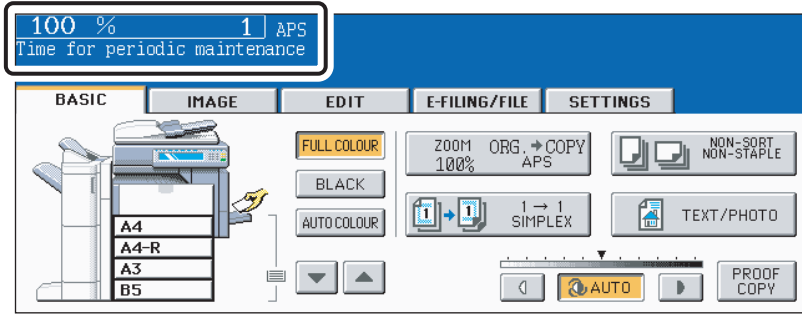 100 % 1 APS
Time for periodic maintenance
BASIC IMAGE EDIT E-FILING/FILE SETTINGS
FULL COLOUR
BLACK
AUTO COLOUR
ZOOM ORG.➔COPY
100% APS
NON-SORT
NON-STAPLE
1 1
1 → 1
SIMPLEX
TEXT/PHOTO
A4
A4-R
A3
B5
AUTO
PROOF
COPY